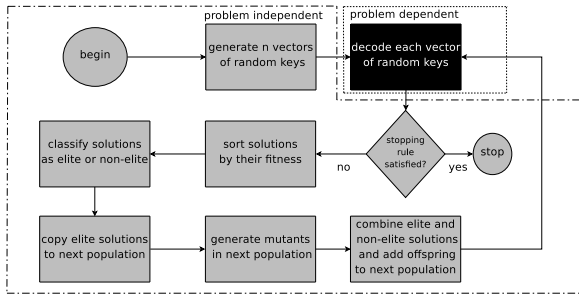 problem independent
problem dependent
begin
generate n vectors
of random keys
decode each vector
of random keys
classify solutions
as elite or non-elite
sort solutions
by their fitness
stopping
rule
satisfied?
no
yes
stop
copy elite solutions
to next population
generate mutants
in next population
combine elite and
non-elite solutions
and add offspring
to next population